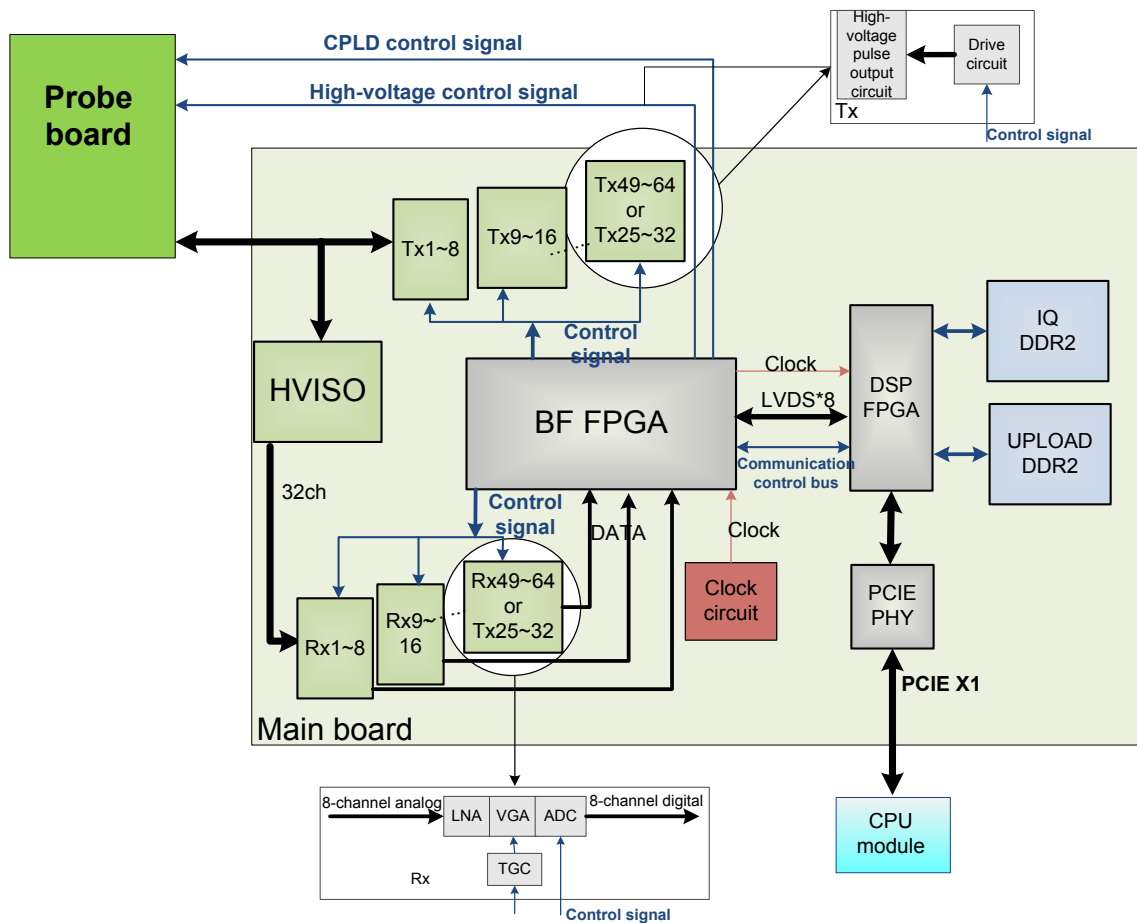 Probe
board
CPLD control signal
High-voltage control signal
High-
voltage
pulse
output
circuit
Drive
circuit
Tx
Control signal
Tx1~8
Tx9~16
Tx49~64
or
Tx25~32
Control
signal
HVISO
32ch
BF FPGA
Clock
LVDS*8
Communication
control bus
DSP
FPGA
IQ
DDR2
UPLOAD
DDR2
Control
signal
DATA
Clock
Clock
circuit
PCIE
PHY
PCIE X1
Rx1~8
Rx9~
16
Rx49~64
or
Tx25~32
Main board
8-channel analog
LNA
VGA
ADC
8-channel digital
TGC
Rx
Control signal
CPU
module